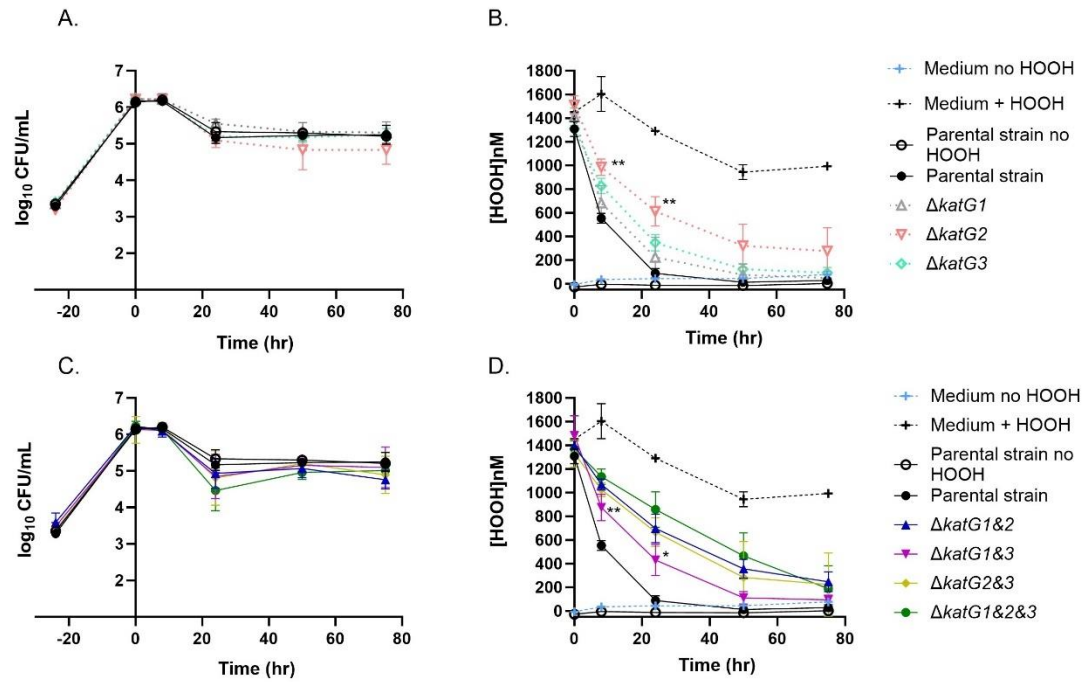 A.
log10 CFU/mL
7
6
5
4
3
2
-20 0 20 40 60 80
Time (hr)
B.
[HOOH]nM
1800
1600
1400
1200
1000
800
600
400
200
0
**
**
0 20 40 60 80
Time (hr)
Medium no HOOH
Medium + HOOH
Parental strain no
HOOH
Parental strain
ΔkatG1
ΔkatG2
ΔkatG3
C.
log10 CFU/mL
7
6
5
4
3
2
-20 0 20 40 60 80
Time (hr)
D.
[HOOH]nM
1800
1600
1400
1200
1000
800
600
400
200
0
**
*
0 20 40 60 80
Time (hr)
Medium no HOOH
Medium + HOOH
Parental strain no
HOOH
Parental strain
ΔkatG1&2
ΔkatG1&3
ΔkatG2&3
ΔkatG1&2&3